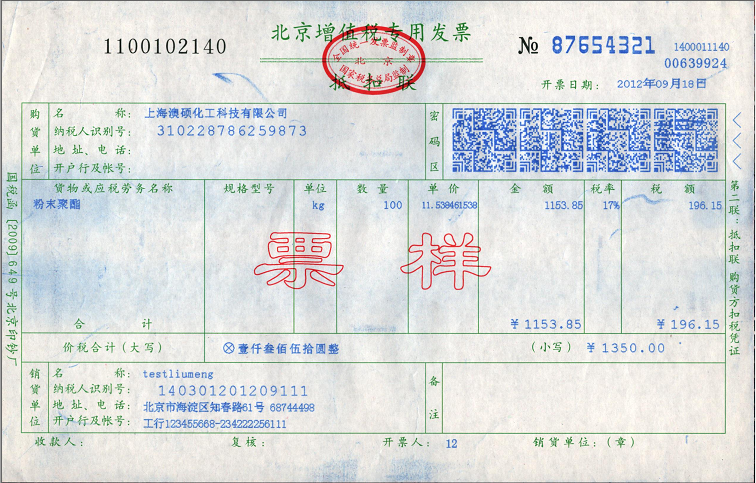 北京增值税专用发票
1100102140
全国统一发票监制章
北京
国家税务总局监制
№ 87654321 1400011140
00639924
抵扣联
开票日期: 2012年09月18日
购货单位
名称: 上海澳硕化工科技有限公司
纳税人识别号: 310228786259873
地址、电话:
开户行及帐号:
密码区
货物或应税劳务名称 规格型号 单位 数量 单价 金额 税率 税额
粉末聚酯 kg 100 11.538461538 1153.85 17% 196.15
票样
合计 ¥1153.85 ¥196.15
价税合计(大写) ⊗壹仟叁佰伍拾圆整 (小写) ¥1350.00
销货单位
名称: testliumeng
纳税人识别号: 140301201209111
地址、电话: 北京市海淀区知春路61号 68744498
开户行及帐号: 工行123455668-234222256111
备注
收款人: 复核: 开票人: 12 销货单位:(章)
国税函[2009]649号北京印钞厂
第二联:抵扣联 购货方扣税凭证